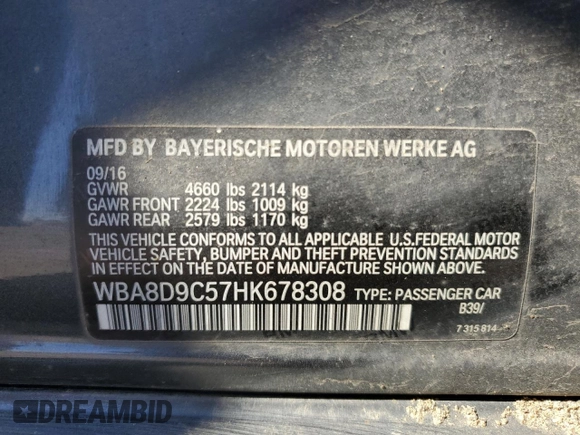 MFD BY BAYERISCHE MOTOREN WERKE AG
09/16
GVWR 4660 lbs 2114 kg
GAWR FRONT 2224 lbs 1009 kg
GAWR REAR 2579 lbs 1170 kg
THIS VEHICLE CONFORMS TO ALL APPLICABLE U.S.FEDERAL MOTOR
VEHICLE SAFETY, BUMPER AND THEFT PREVENTION STANDARDS
IN EFFECT ON THE DATE OF MANUFACTURE SHOWN ABOVE.
WBA8D9C57HK678308 TYPE: PASSENGER CAR
B39/
7 315 814
DREAMBID